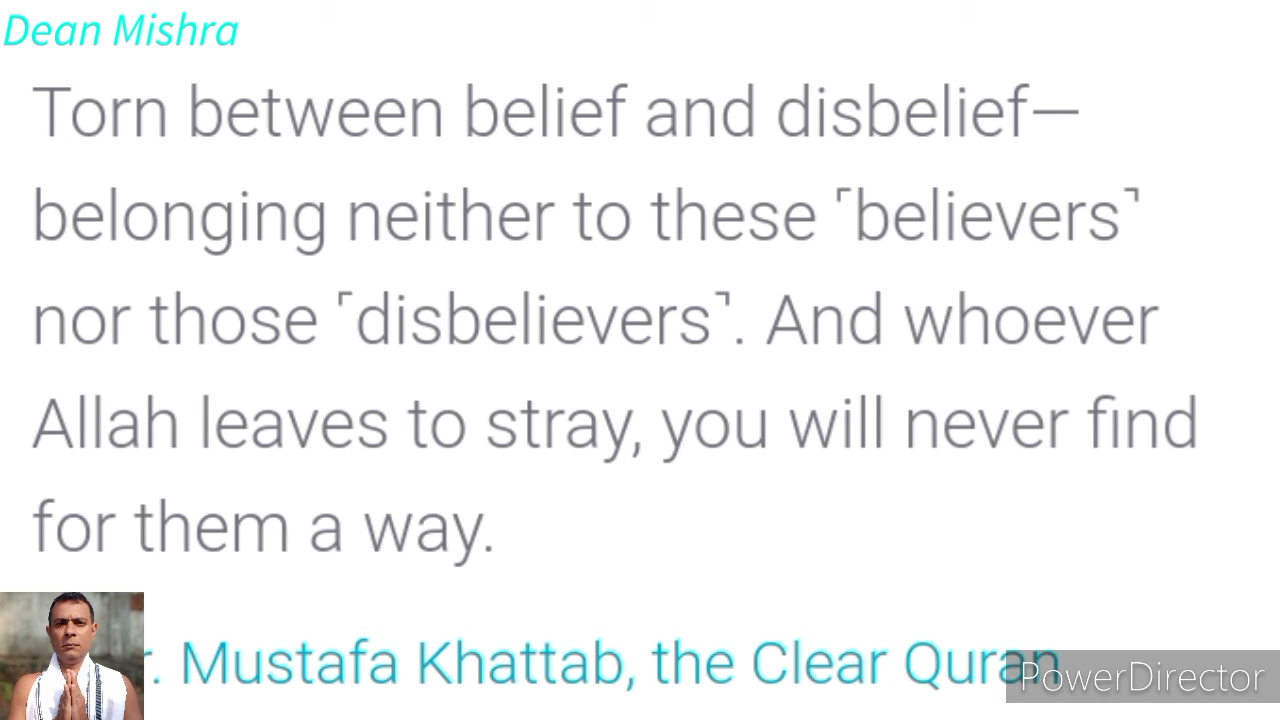 Dean Mishra
Torn between belief and disbelief—
belonging neither to these ˹believers˺
nor those ˹disbelievers˺. And whoever
Allah leaves to stray, you will never find
for them a way.
r. Mustafa Khattab, the Clear Quran
PowerDirector